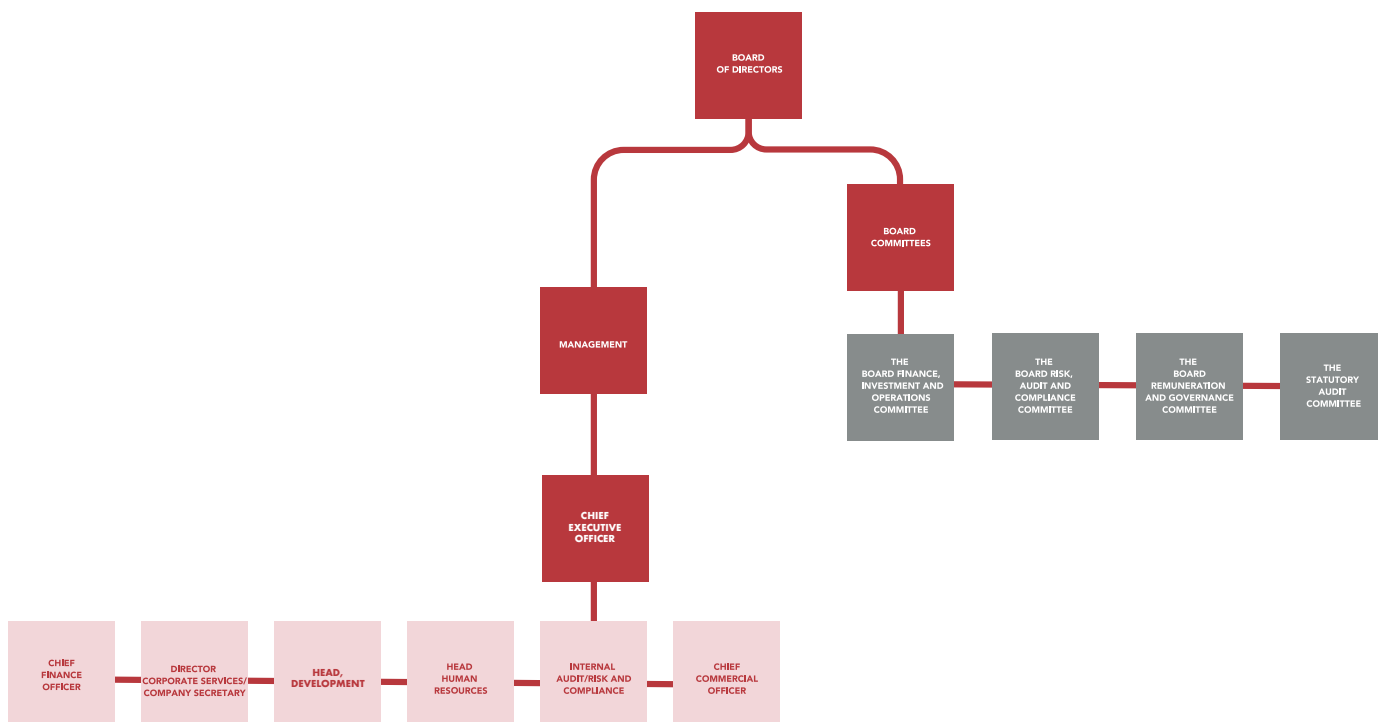 BOARD
OF DIRECTORS
BOARD
COMMITTEES
MANAGEMENT
THE
BOARD FINANCE,
INVESTMENT AND
OPERATIONS
COMMITTEE
THE
BOARD RISK,
AUDIT AND
COMPLIANCE
COMMITTEE
THE
BOARD
REMUNERATION
AND GOVERNANCE
COMMITTEE
THE
STATUTORY
AUDIT
COMMITTEE
CHIEF
EXECUTIVE
OFFICER
CHIEF
FINANCE
OFFICER
DIRECTOR
CORPORATE SERVICES/
COMPANY SECRETARY
HEAD,
DEVELOPMENT
HEAD
HUMAN
RESOURCES
INTERNAL
AUDIT/RISK AND
COMPLIANCE
CHIEF
COMMERCIAL
OFFICER